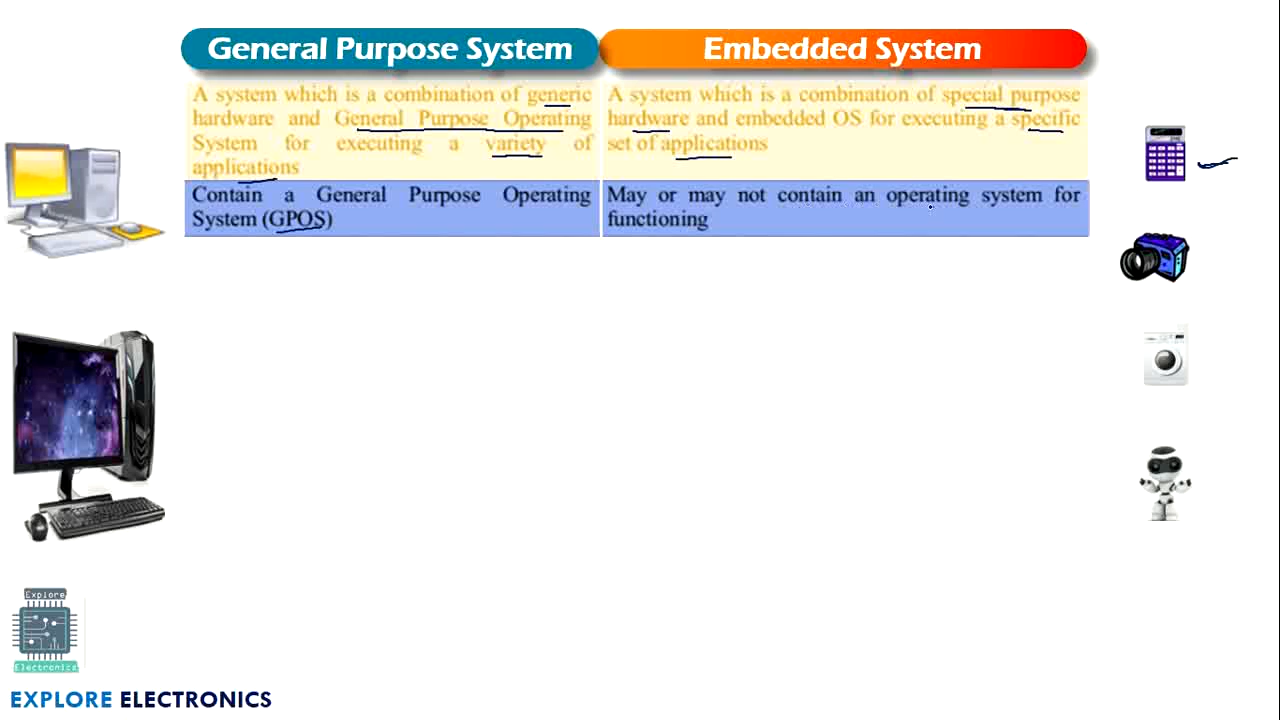 General Purpose System
Embedded System
A system which is a combination of generic
hardware and General Purpose Operating
System for executing a variety of
applications
A system which is a combination of special purpose
hardware and embedded OS for executing a specific
set of applications
Contain a General Purpose Operating
System (GPOS)
May or may not contain an operating system for
functioning
Explore
Electronics
EXPLORE ELECTRONICS